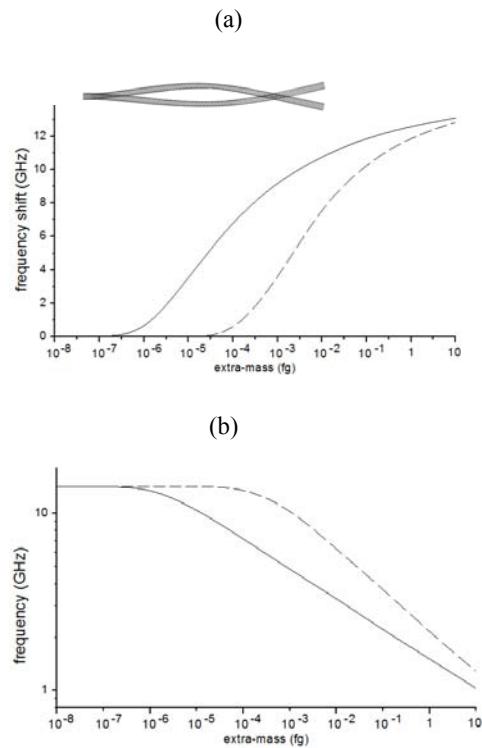 (a)
frequency shift (GHz)
12
10
8
6
4
2
0
10⁻⁸ 10⁻⁷ 10⁻⁶ 10⁻⁵ 10⁻⁴ 10⁻³ 10⁻² 10⁻¹ 1 10
extra-mass (fg)
(b)
frequency (GHz)
10
1
10⁻⁸ 10⁻⁷ 10⁻⁶ 10⁻⁵ 10⁻⁴ 10⁻³ 10⁻² 10⁻¹ 1 10
extra-mass (fg)